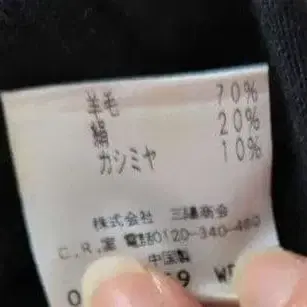 羊毛 70%
絹 20%
カシミヤ 10%
株式会社 三陽商会
C.R.室 電話0120-340-460
中国製